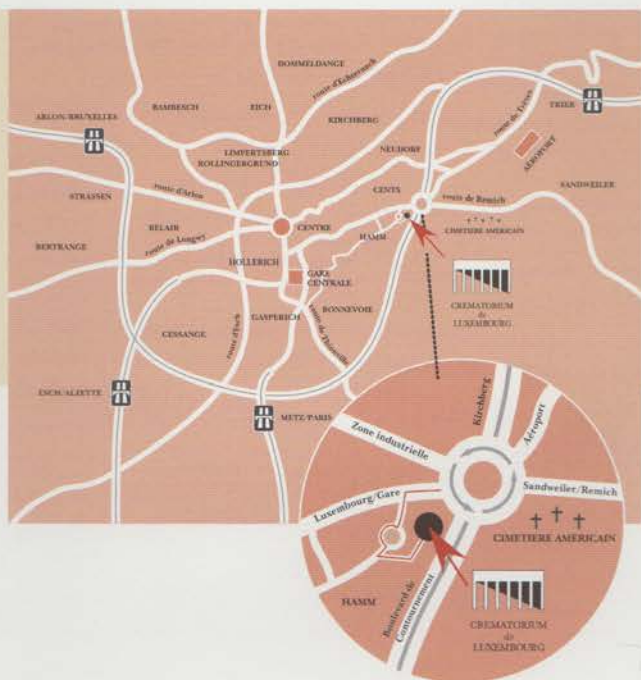 DOMMELDANGE
route d'Echternach
BAMBESCH
EICH
KIRCHBERG
TRIER
ARLON/BRUXELLES
LIMPERTSBERG
ROLLINGERGRUND
NEUDORF
route de Trèves
AÉROPORT
STRASSEN
route d'Arlon
CENTS
route de Remich
SANDWEILER
BELAIR
CENTRE
HAMM
CIMETIERE AMÉRICAIN
BERTRANGE
route de Longwy
HOLLERICH
GARE
CENTRALE
CREMATORIUM
de
LUXEMBOURG
GASPERICH
BONNEVOIE
CESSANGE
route d'Esch
route de Thionville
ESCH/ALZETTE
METZ/PARIS
Kirchberg
Aéroport
Zone industrielle
Luxembourg/Gare
Sandweiler/Remich
CIMETIERE AMÉRICAIN
HAMM
Boulevard de
Contournement
CREMATORIUM
de
LUXEMBOURG